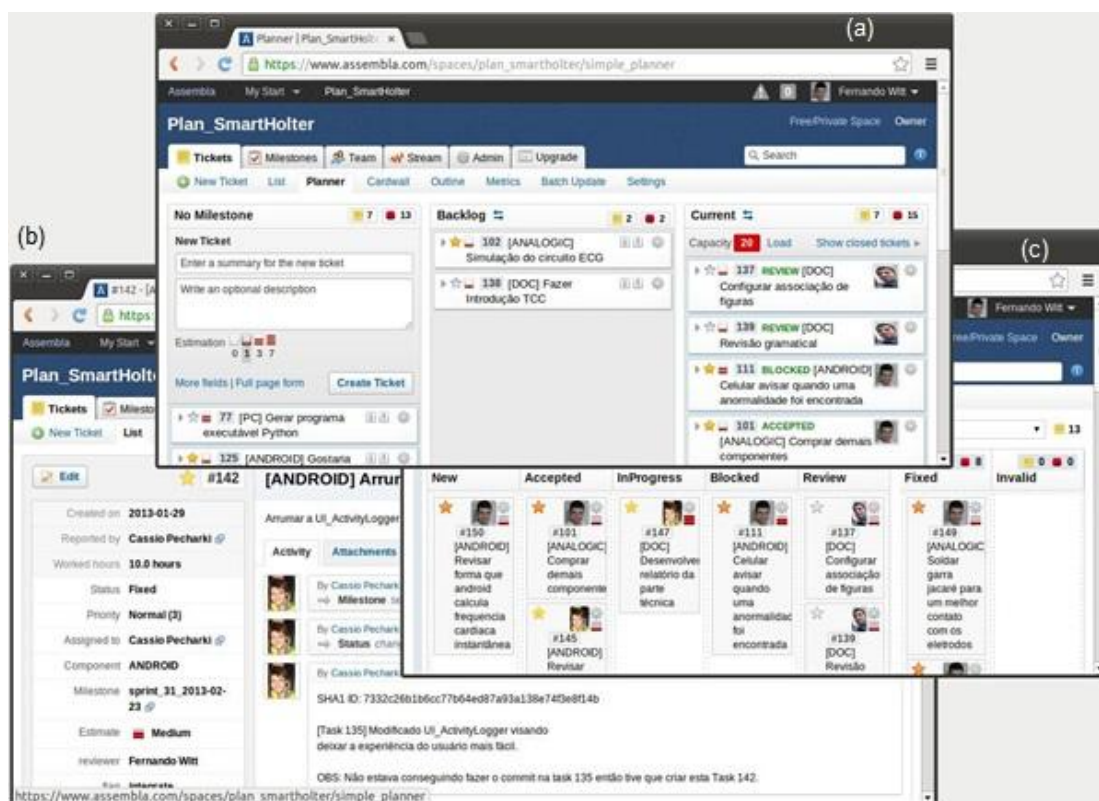 (a)
Planner | Plan_SmartHolt
https://www.assembla.com/spaces/plan_smartholter/simple_planner
Assembla My Start Plan_SmartHolter 0 Fernando Witt
Plan_SmartHolter Free/Private Space Owner
Tickets Milestones Team Stream Admin Upgrade Search
New Ticket List Planner Cardwall Outline Metrics Batch Update Settings
No Milestone 7 13
New Ticket
Enter a summary for the new ticket
Write an optional description
Estimation
0 1 3 7
More fields | Full page form Create Ticket
77 [PC] Gerar programa
executável Python
125 [ANDROID] Gostaria
Backlog 2 2
102 [ANALOGIC]
Simulação do circuito ECG
138 [DOC] Fazer
Introdução TCC
Current 7 15
Capacity 20 Load Show closed tickets »
137 REVIEW [DOC]
Configurar associação de
figuras
139 REVIEW [DOC]
Revisão gramatical
111 BLOCKED [ANDROID]
Celular avisar quando uma
anormalidade foi encontrada
101 ACCEPTED
[ANALOGIC] Comprar demais
componentes
(b)
#142 - [A
https:
Assembla My Start
Plan_SmartHolt
Tickets Milesto
New Ticket List
Edit #142
Created on 2013-01-29
Reported by Cassio Pecharki
Worked hours 10.0 hours
Status Fixed
Priority Normal (3)
Assigned to Cassio Pecharki
Component ANDROID
Milestone sprint_31_2013-02-
23
Estimate Medium
reviewer Fernando Witt
https://www.assembla.com/spaces/plan_smartholter/simple_planner
[ANDROID] Arrur
Arrumar a UI_ActivityLogger
Activity Attachments
By Cassio Pechark
Milestone
By Cassio Pechark
Status chan
By Cassio Pechark
[Task 135] Modificado UI_ActivityLogger visando
deixar a experiência do usuário mais fácil.
OBS: Não estava conseguindo fazer o commit na task 135 então tive que criar esta Task 142.
(c)
Fernando Witt
ree/Private Space Owner
13
8 0 0
New
#150
[ANDROID]
Revisar
forma que
android
calcula
frequencia
cardiaca
instantânea
Accepted
#101
[ANALOGIC]
Comprar
demais
componente
#145
[ANDROID]
Revisar
InProgress
#147
[DOC]
Desenvolver
relatório da
parte
técnica
Blocked
#111
[ANDROID]
Celular
avisar
quando
uma
anormalidad
foi
encontrada
Review
#137
[DOC]
Configurar
associação
de figuras
#139
[DOC]
Revisão
Fixed
#149
[ANALOGIC
Soldar
garra
jacaré para
um melhor
contato
com os
eletrodos
Invalid